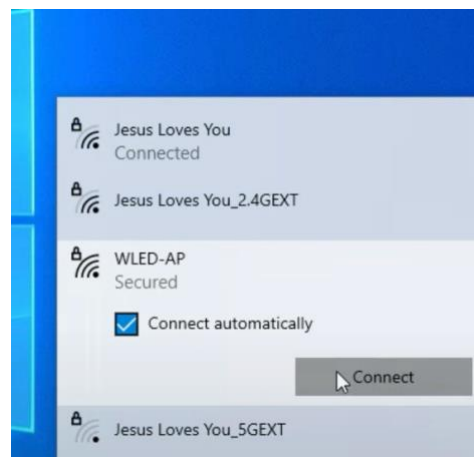 Jesus Loves You
Connected
Jesus Loves You_2.4GEXT
WLED-AP
Secured
Connect automatically
Connect
Jesus Loves You_5GEXT